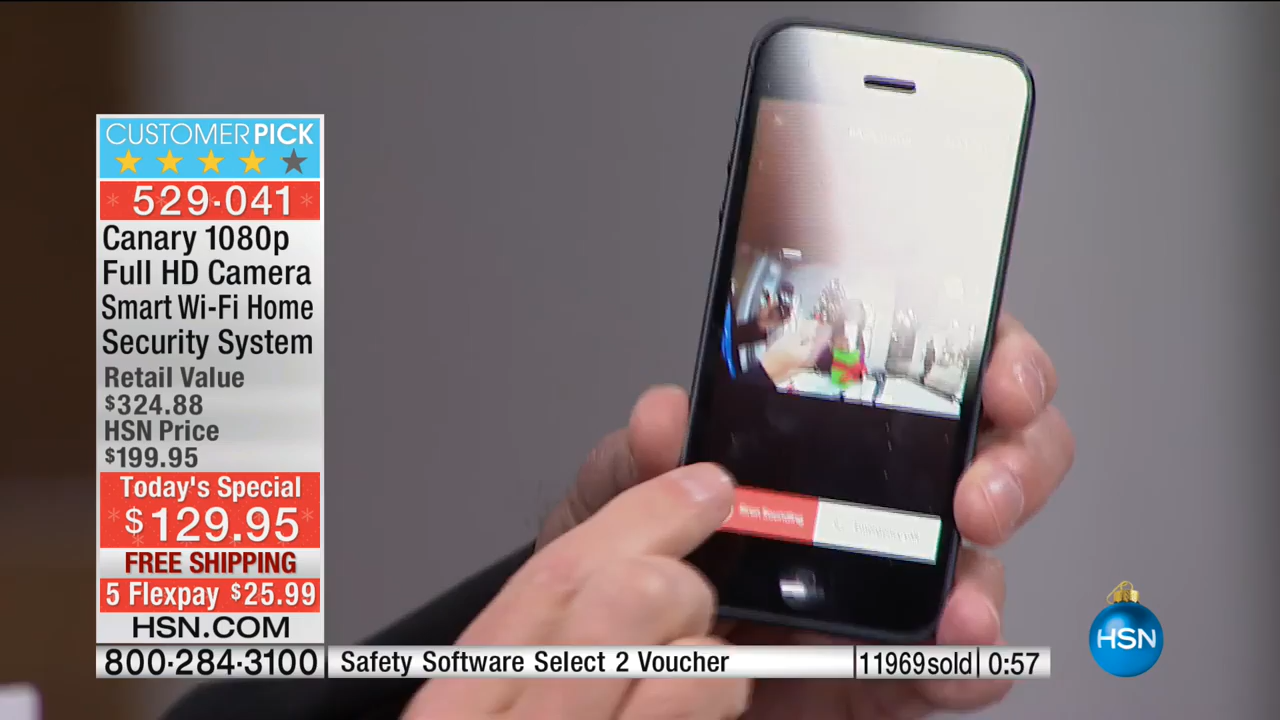 CUSTOMER PICK
529-041
Canary 1080p
Full HD Camera
Smart Wi-Fi Home
Security System
Retail Value
$324.88
HSN Price
$199.95
Today's Special
$129.95
FREE SHIPPING
5 Flexpay $25.99
HSN.COM
800-284-3100
Safety Software Select 2 Voucher
11969 sold
0:57
HSN